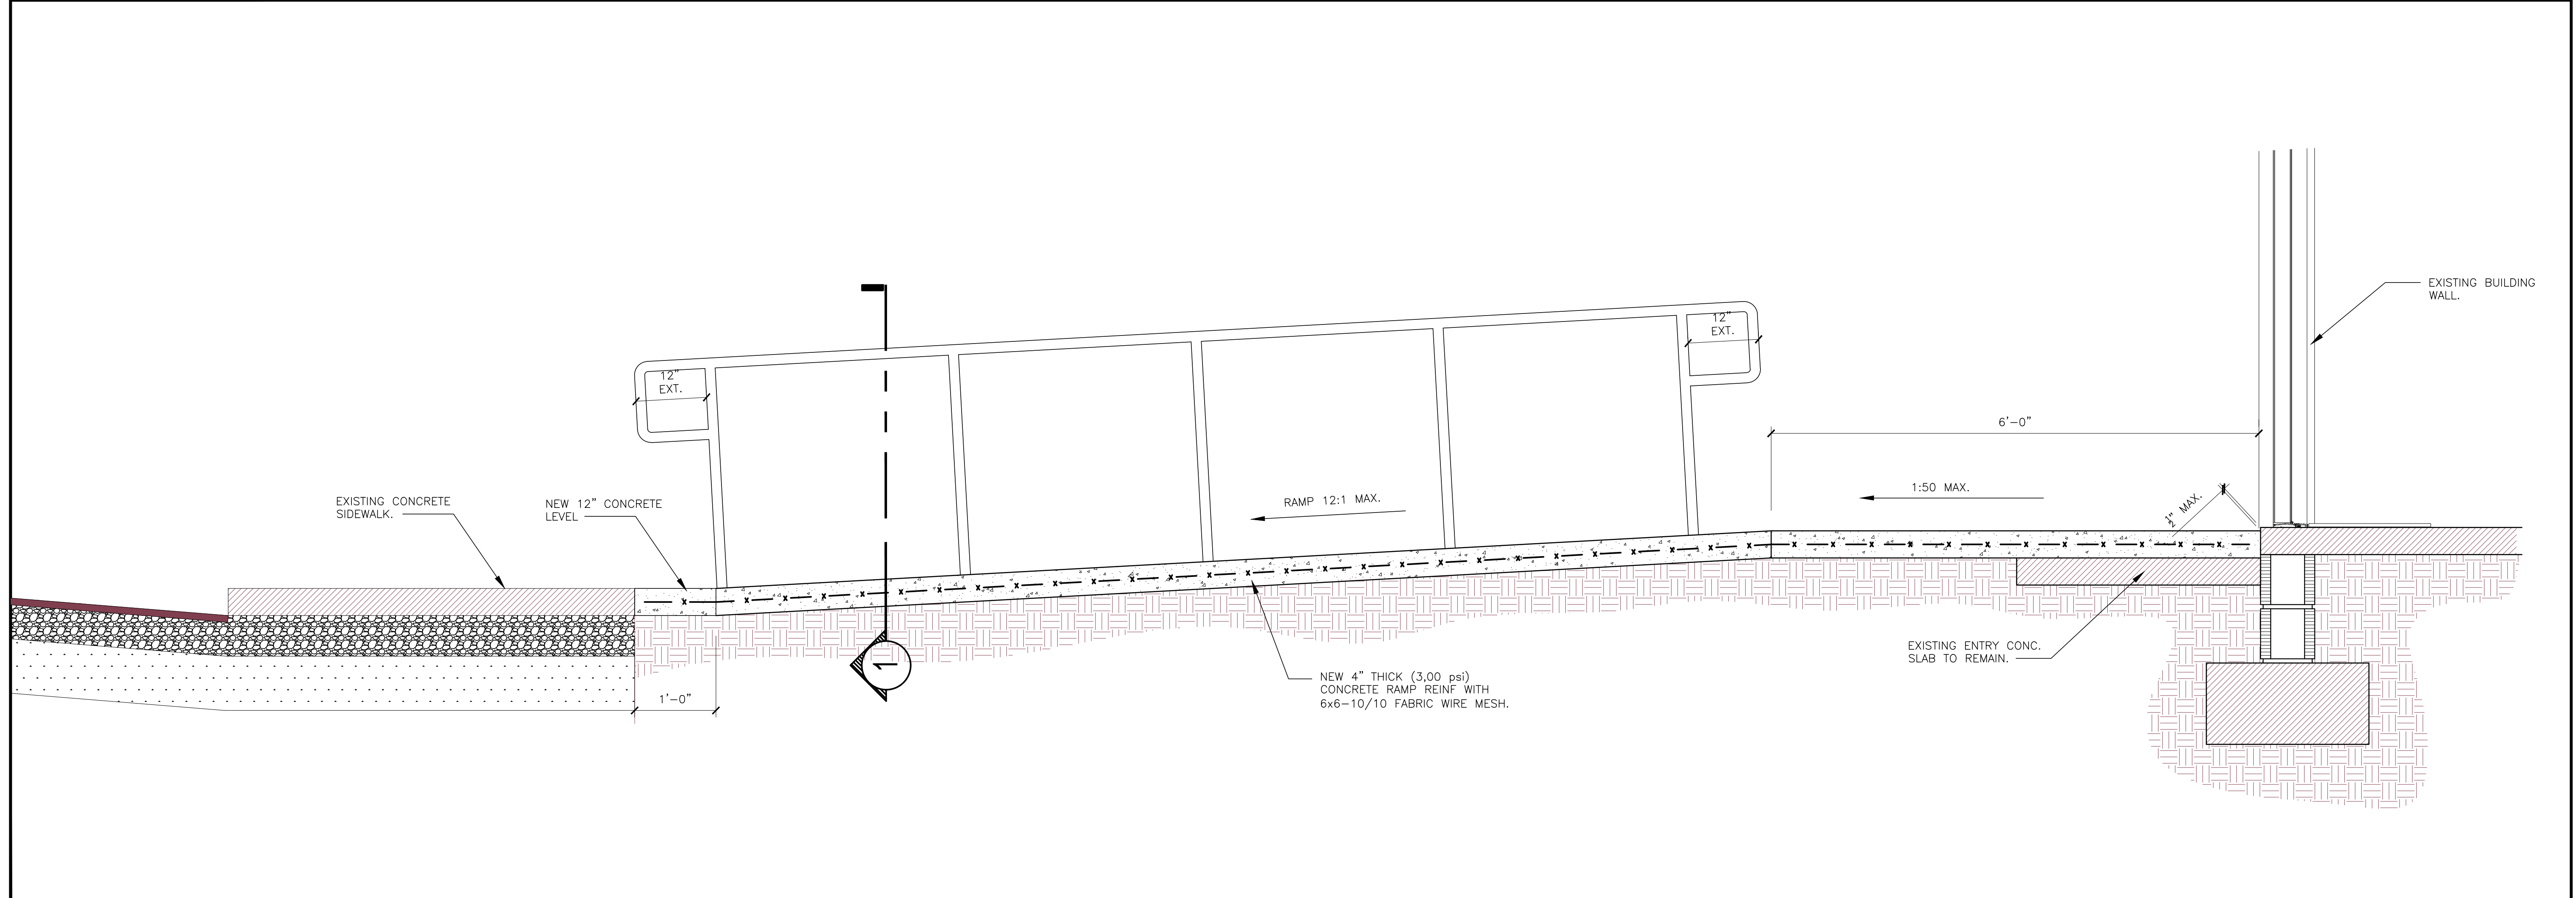 EXISTING BUILDING
WALL.
12"
EXT.
12"
EXT.
6'-0"
EXISTING CONCRETE
SIDEWALK.
NEW 12" CONCRETE
LEVEL
RAMP 12:1 MAX.
1:50 MAX.
1/2" MAX.
EXISTING ENTRY CONC.
SLAB TO REMAIN.
1
1'-0"
NEW 4" THICK (3,00 psi)
CONCRETE RAMP REINF WITH
6x6-10/10 FABRIC WIRE MESH.